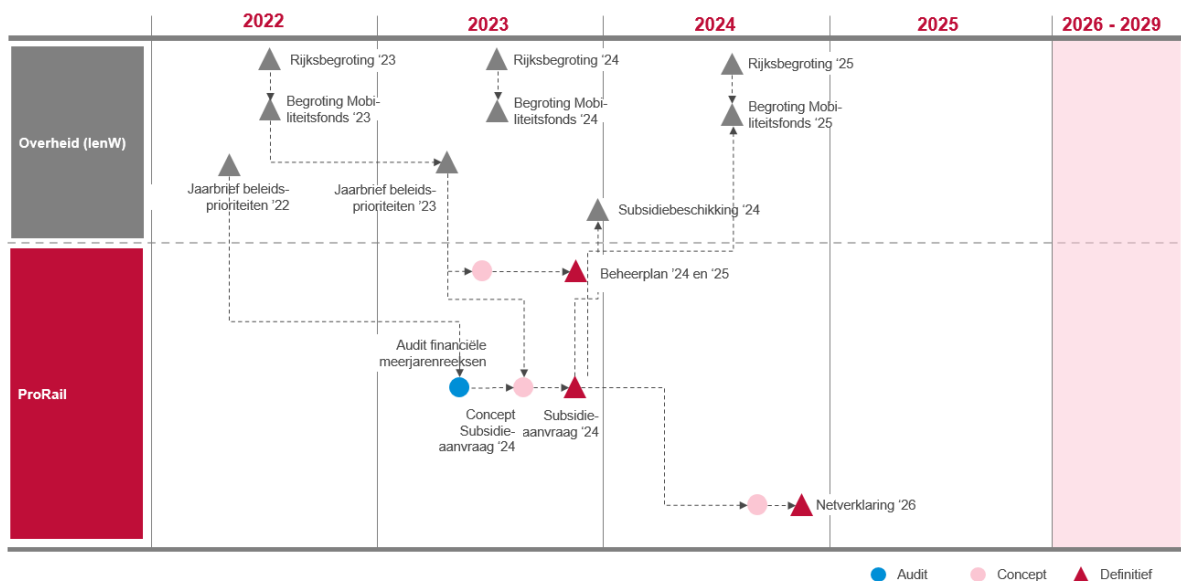 2022
2023
2024
2025
2026 - 2029
Overheid (IenW)
Rijksbegroting '23
Begroting Mobi-
liteitsfonds '23
Rijksbegroting '24
Begroting Mobi-
liteitsfonds '24
Rijksbegroting '25
Begroting Mobi-
liteitsfonds '25
Jaarbrief beleids-
prioriteiten '22
Jaarbrief beleids-
prioriteiten '23
Subsidiebeschikking '24
ProRail
Beheerplan '24 en '25
Audit financiële
meerjarenreeksen
Concept
Subsidie-
aanvraag '24
Subsidie-
aanvraag '24
Netverklaring '26
Audit
Concept
Definitief